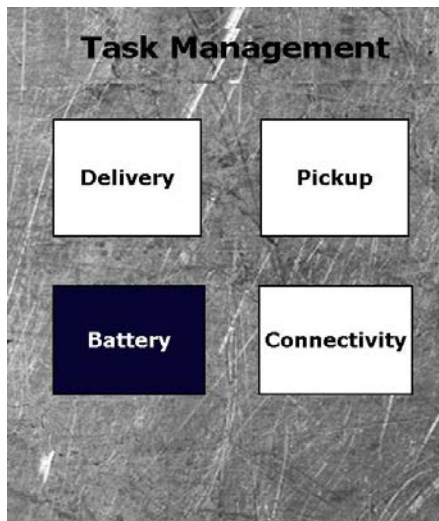 Task Management
Delivery
Pickup
Battery
Connectivity